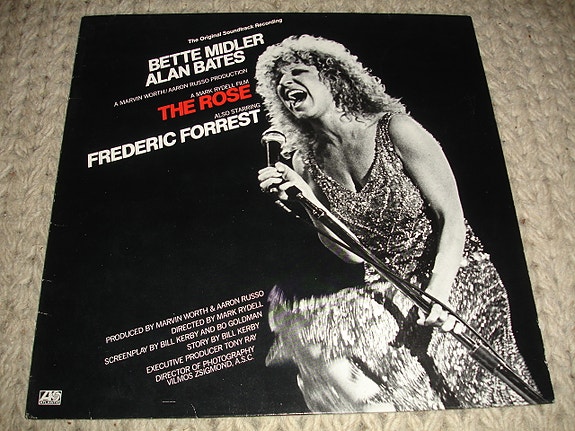 The Original Soundtrack Recording
BETTE MIDLER
ALAN BATES
A MARVIN WORTH/AARON RUSSO PRODUCTION
A MARK RYDELL FILM
THE ROSE
ALSO STARRING
FREDERIC FORREST
PRODUCED BY MARVIN WORTH & AARON RUSSO
DIRECTED BY MARK RYDELL
SCREENPLAY BY BILL KERBY AND BO GOLDMAN
STORY BY BILL KERBY
EXECUTIVE PRODUCER TONY RAY
DIRECTOR OF PHOTOGRAPHY
VILMOS ZSIGMOND, A.S.C.
ATLANTIC